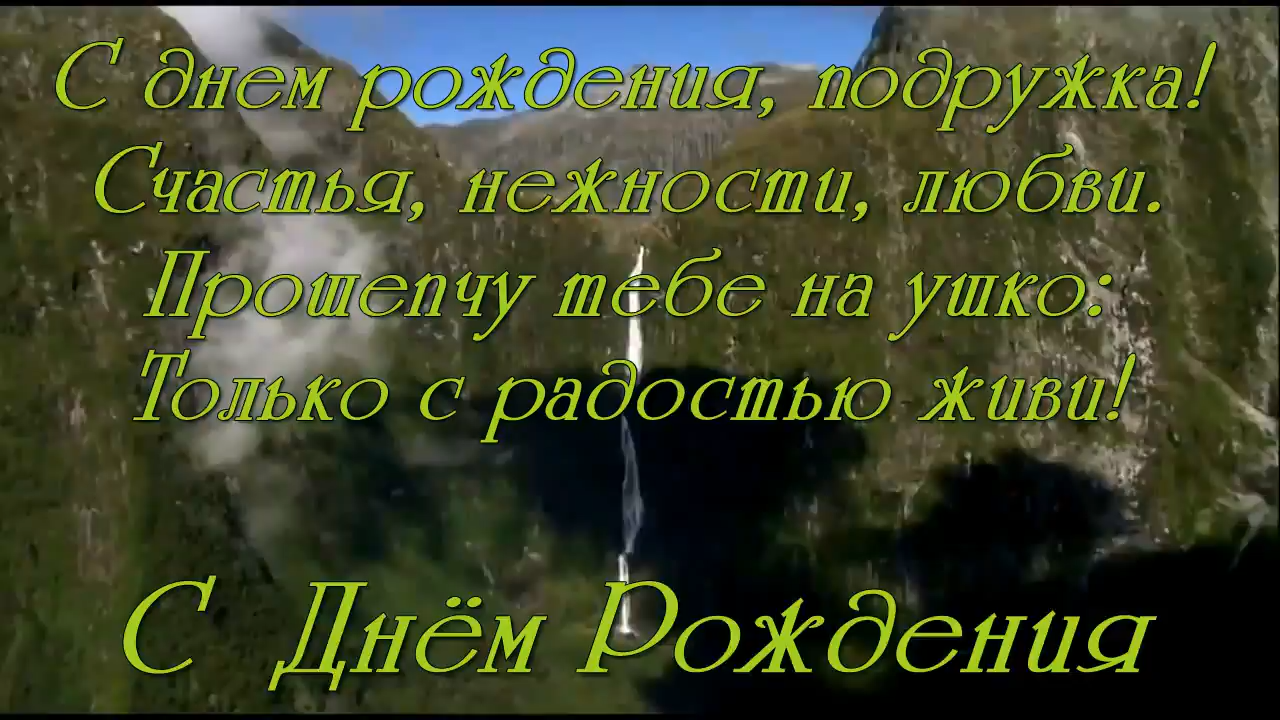 С днем рождения, подружка!
Счастья, нежности, любви.
Прошепчу тебе на ушко:
Только с радостью живи!
С Днём Рождения